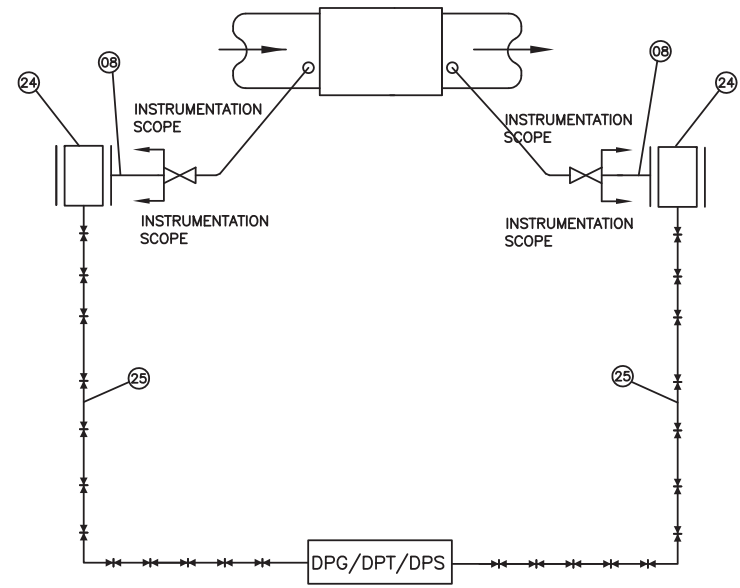 08
08
24
24
INSTRUMENTATION
SCOPE
INSTRUMENTATION
SCOPE
INSTRUMENTATION
SCOPE
INSTRUMENTATION
SCOPE
25
25
DPG/DPT/DPS